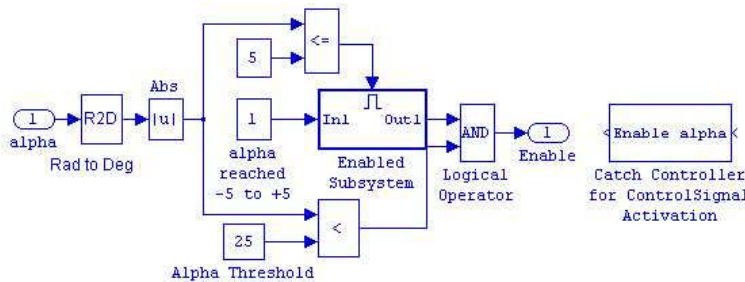 <=
5
Abs
1
R2D
|u|
1
In1
Out1
AND
1
Enable alpha
alpha
Rad to Deg
alpha
reached
-5 to +5
Enabled
Subsystem
Logical
Operator
Enable
Catch Controller
for ControlSignal
Activation
25
<
Alpha Threshold